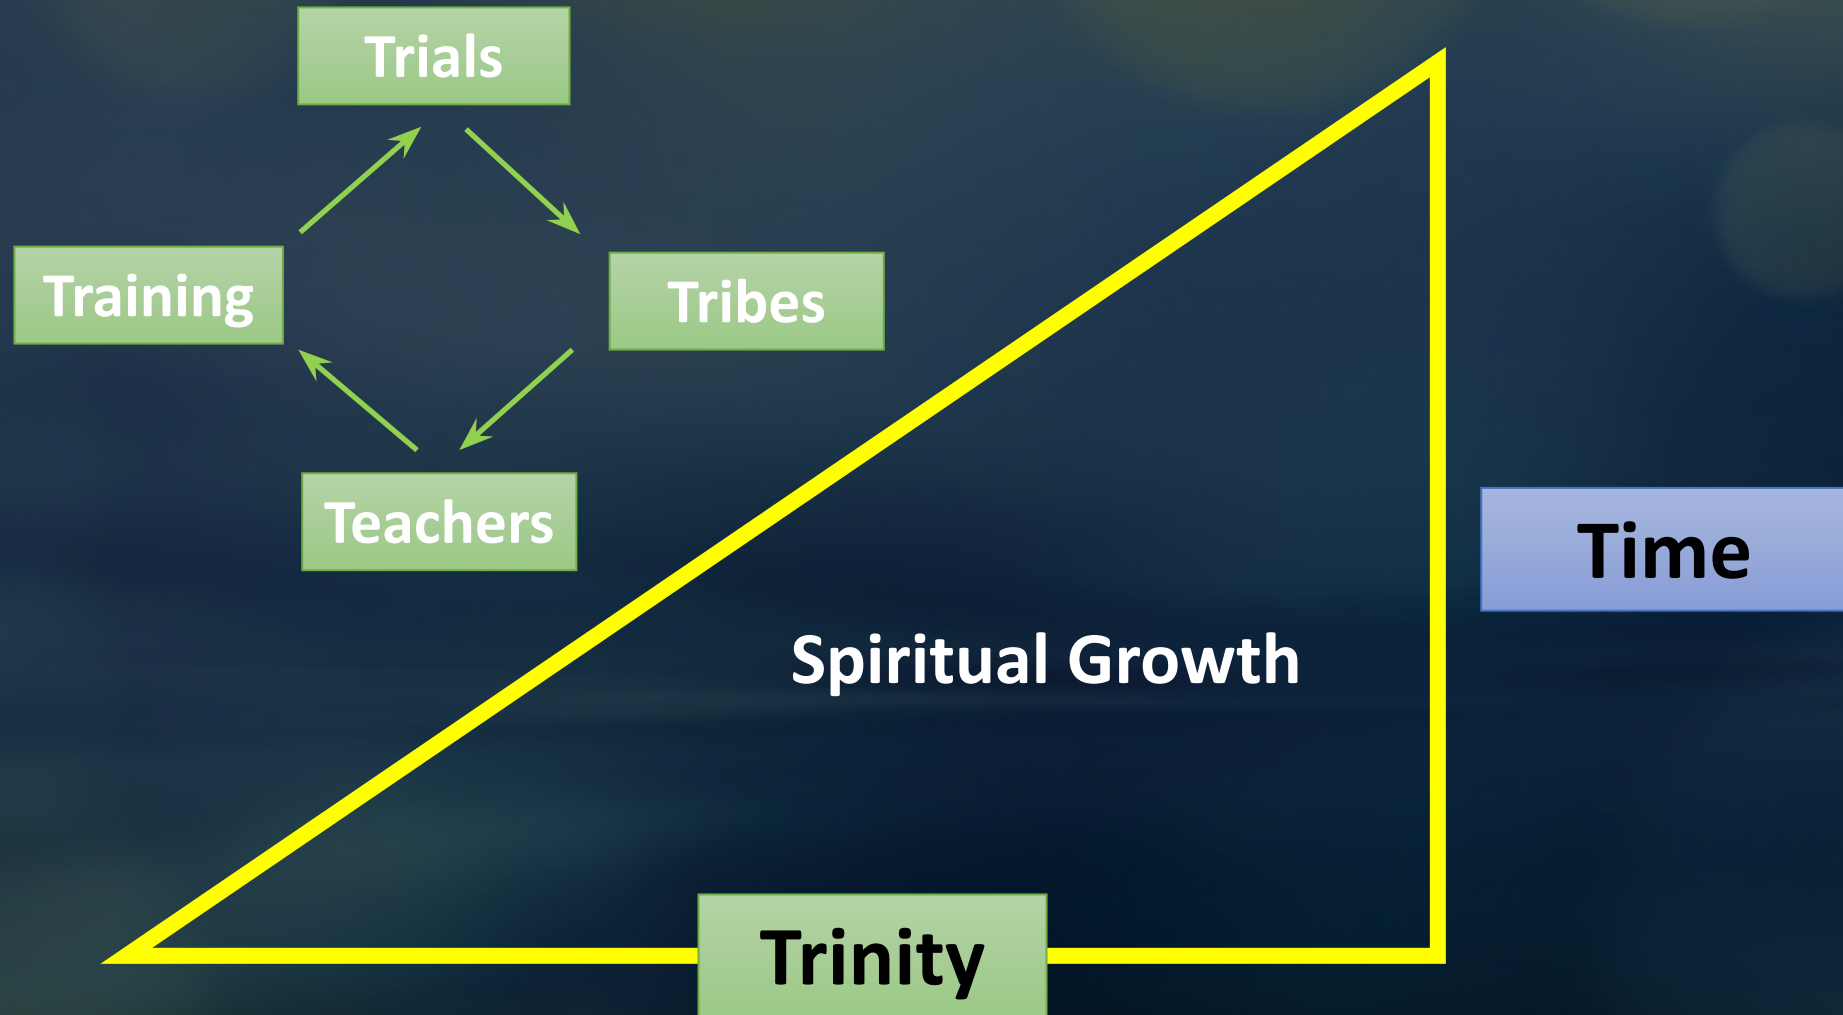 Trials
Training
Tribes
Teachers
Time
Spiritual Growth
Trinity